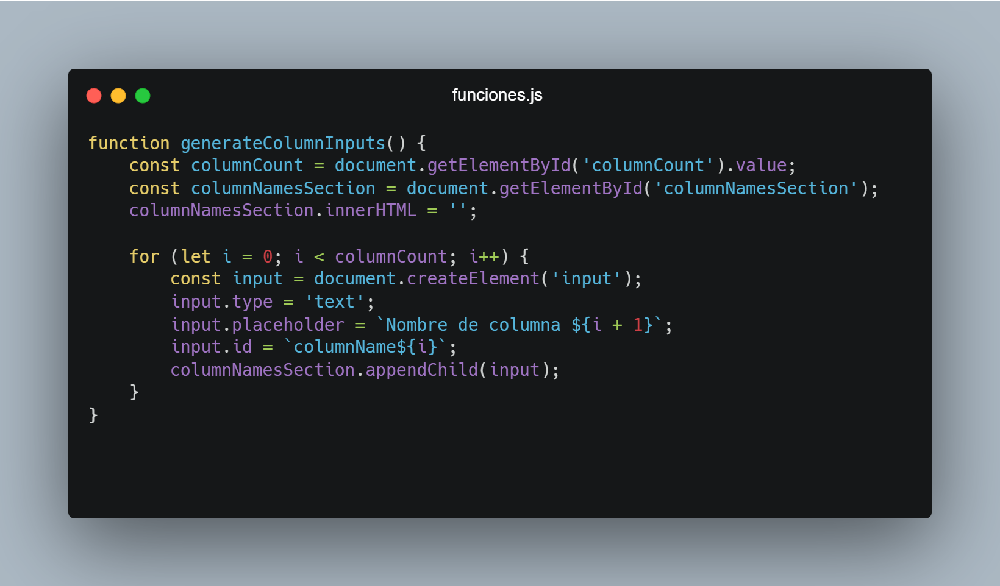 funciones.js
function generateColumnInputs() {
    const columnCount = document.getElementById('columnCount').value;
    const columnNamesSection = document.getElementById('columnNamesSection');
    columnNamesSection.innerHTML = '';

    for (let i = 0; i < columnCount; i++) {
        const input = document.createElement('input');
        input.type = 'text';
        input.placeholder = `Nombre de columna ${i + 1}`;
        input.id = `columnName${i}`;
        columnNamesSection.appendChild(input);
    }
}